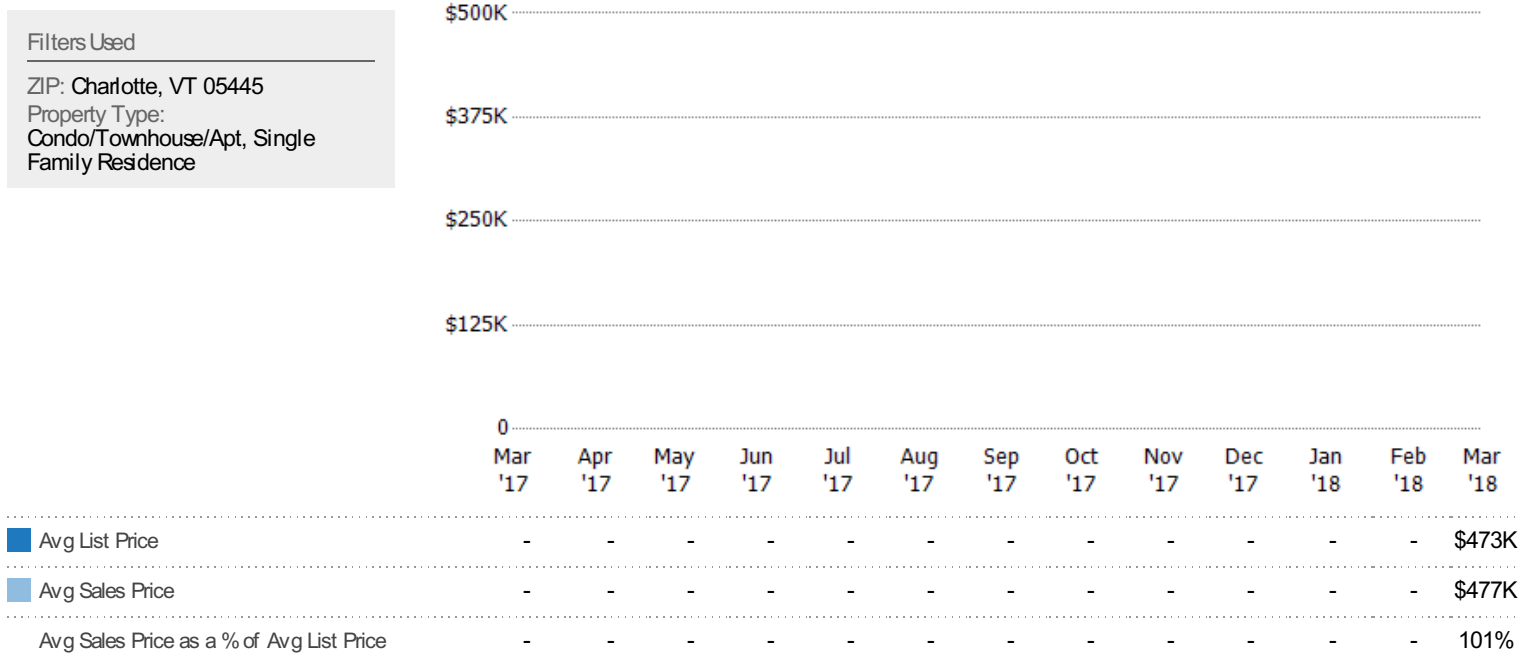 Filters Used
ZIP: Charlotte, VT 05445
Property Type:
Condo/Townhouse/Apt, Single
Family Residence
$500K
$375K
$250K
$125K
0
Mar Apr May Jun Jul Aug Sep Oct Nov Dec Jan Feb Mar
'17 '17 '17 '17 '17 '17 '17 '17 '17 '17 '18 '18 '18
Avg List Price - - - - - - - - - - - - $473K
Avg Sales Price - - - - - - - - - - - - $477K
Avg Sales Price as a % of Avg List Price - - - - - - - - - - - - 101%